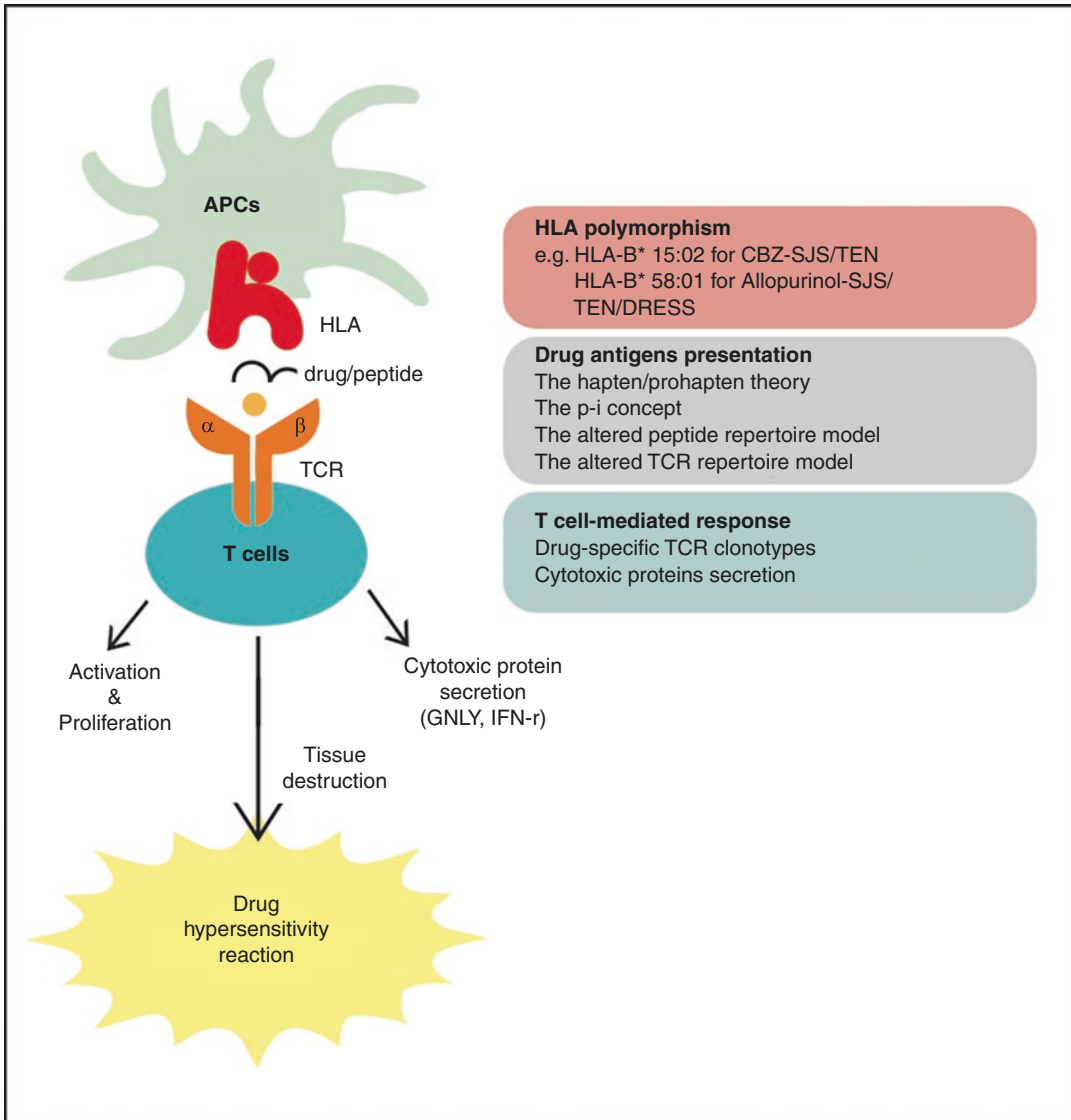 APCs
HLA
drug/peptide
α
β
TCR
T cells
Activation
&
Proliferation
Cytotoxic protein
secretion
(GNLY, IFN-r)
Tissue
destruction
Drug
hypersensitivity
reaction
HLA polymorphism
e.g. HLA-B* 15:02 for CBZ-SJS/TEN
HLA-B* 58:01 for Allopurinol-SJS/
TEN/DRESS
Drug antigens presentation
The hapten/prohapten theory
The p-i concept
The altered peptide repertoire model
The altered TCR repertoire model
T cell-mediated response
Drug-specific TCR clonotypes
Cytotoxic proteins secretion